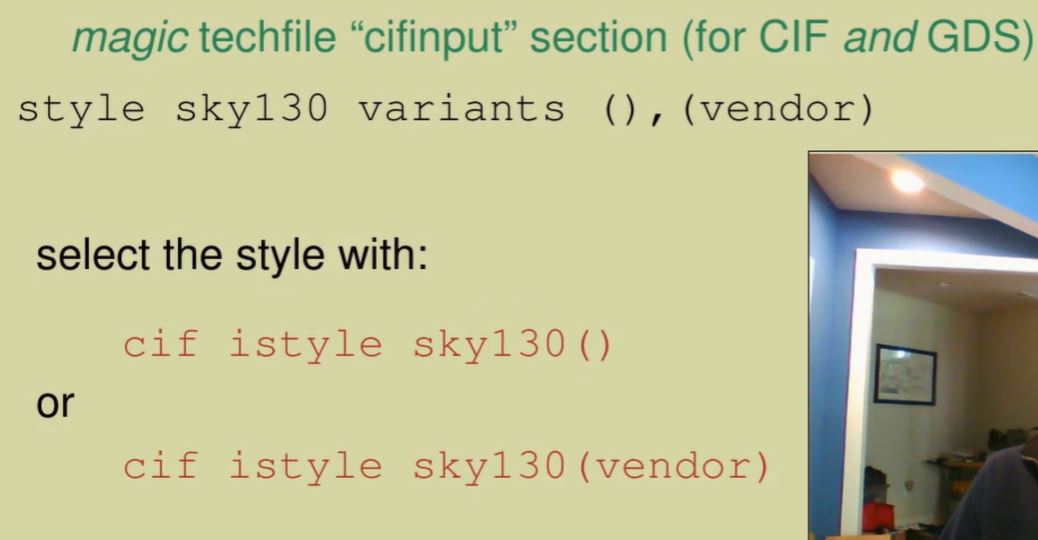 magic techfile “cifinput” section (for CIF and GDS)
style sky130 variants (),(vendor)
select the style with:
cif istyle sky130()
or
cif istyle sky130(vendor)